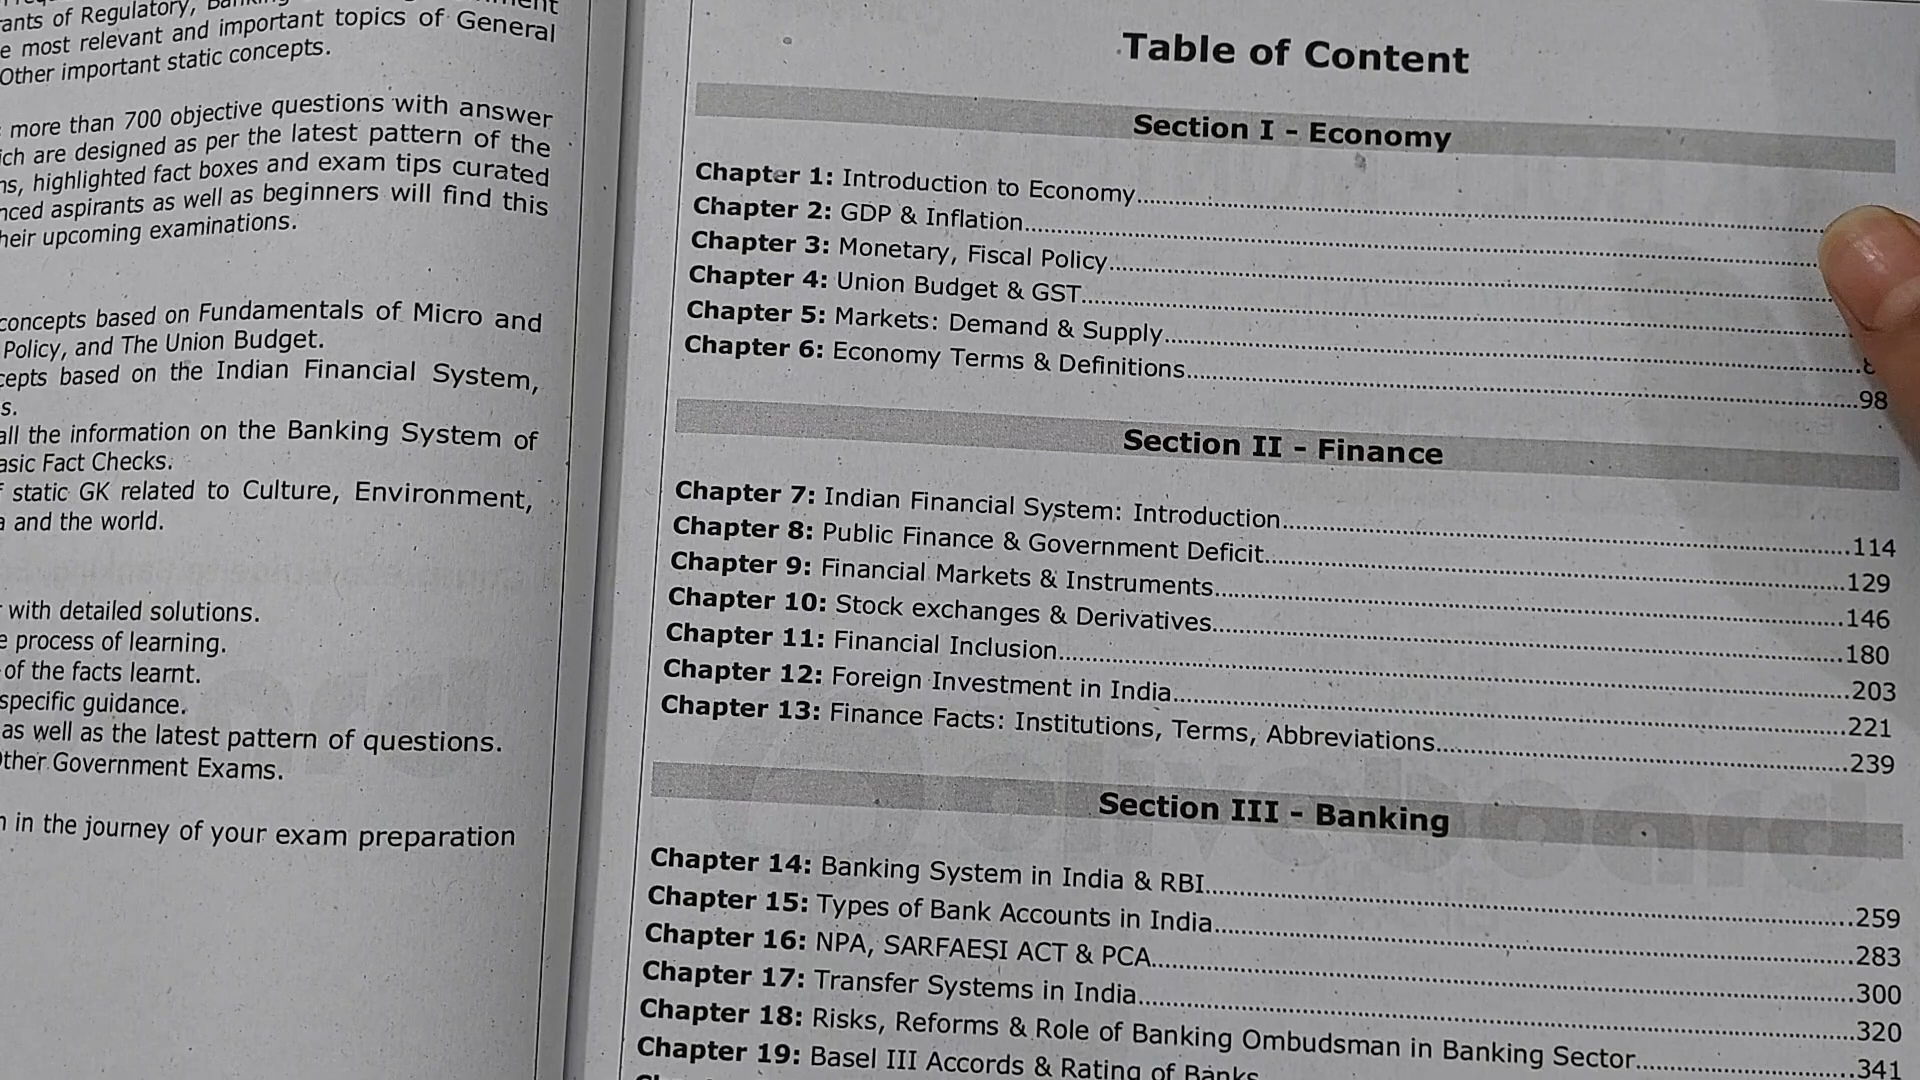 ants of Regulatory,
e most relevant and important topics of General
Other important static concepts.
more than 700 objective questions with answer
ich are designed as per the latest pattern of the
ns, highlighted fact boxes and exam tips curated
nced aspirants as well as beginners will find this
heir upcoming examinations.
concepts based on Fundamentals of Micro and
Policy, and The Union Budget.
cepts based on the Indian Financial System,
s.
all the information on the Banking System of
asic Fact Checks.
f static GK related to Culture, Environment,
a and the world.
with detailed solutions.
e process of learning.
of the facts learnt.
specific guidance.
as well as the latest pattern of questions.
Other Government Exams.
n in the journey of your exam preparation
Table of Content
Section I - Economy
Chapter 1: Introduction to Economy
Chapter 2: GDP & Inflation
Chapter 3: Monetary, Fiscal Policy
Chapter 4: Union Budget & GST
Chapter 5: Markets: Demand & Supply
Chapter 6: Economy Terms & Definitions 98
Section II - Finance
Chapter 7: Indian Financial System: Introduction 114
Chapter 8: Public Finance & Government Deficit 129
Chapter 9: Financial Markets & Instruments 146
Chapter 10: Stock exchanges & Derivatives 180
Chapter 11: Financial Inclusion 203
Chapter 12: Foreign Investment in India 221
Chapter 13: Finance Facts: Institutions, Terms, Abbreviations 239
Section III - Banking
Chapter 14: Banking System in India & RBI 259
Chapter 15: Types of Bank Accounts in India 283
Chapter 16: NPA, SARFAESI ACT & PCA 300
Chapter 17: Transfer Systems in India 320
Chapter 18: Risks, Reforms & Role of Banking Ombudsman in Banking Sector 341
Chapter 19: Basel III Accords & Rating of Banks